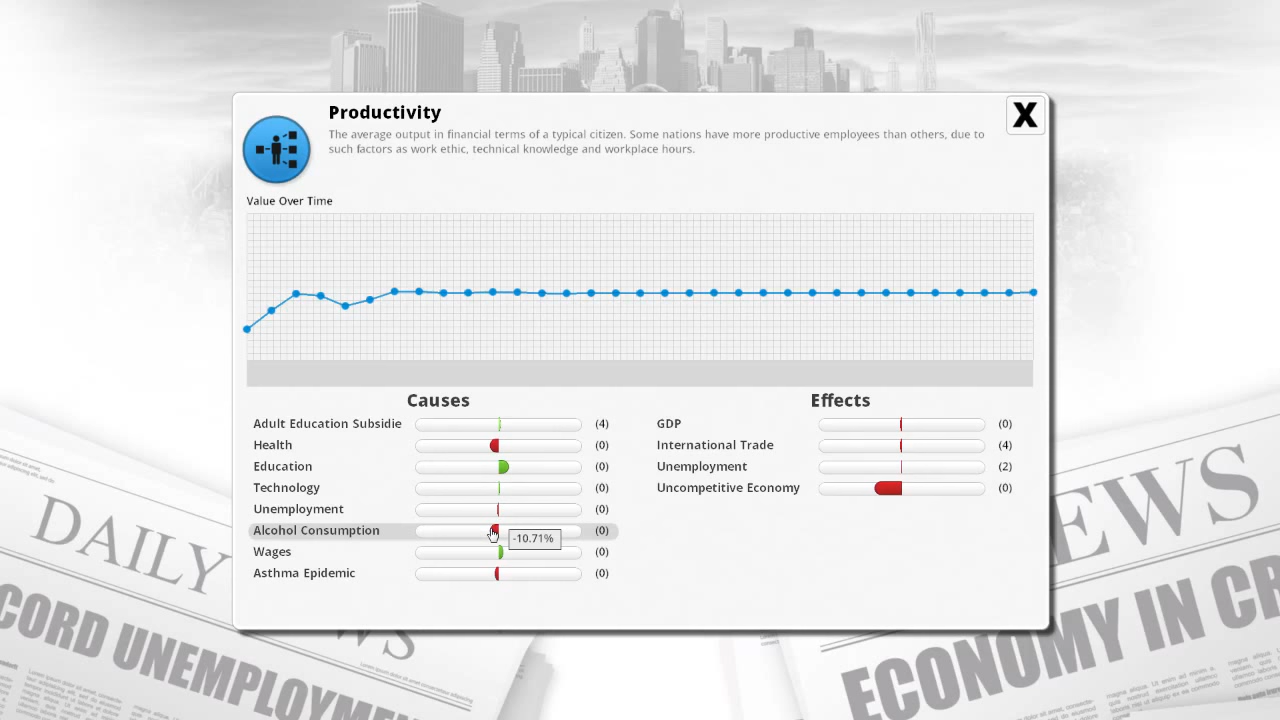 Productivity
The average output in financial terms of a typical citizen. Some nations have more productive employees than others, due to
such factors as work ethic, technical knowledge and workplace hours.
X
Value Over Time
Causes
Adult Education Subsidie (4)
Health (0)
Education (0)
Technology (0)
Unemployment (0)
Alcohol Consumption (0)
-10.71%
Wages (0)
Asthma Epidemic (0)
Effects
GDP (0)
International Trade (4)
Unemployment (2)
Uncompetitive Economy (0)
DAILY
WS
CORD UNEMPLOYME
EWS
ECONOMY IN CR